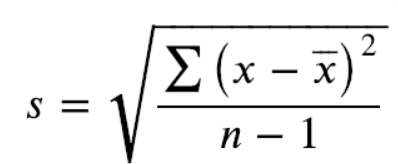 s = √(∑(x − x̄)² / (n − 1))